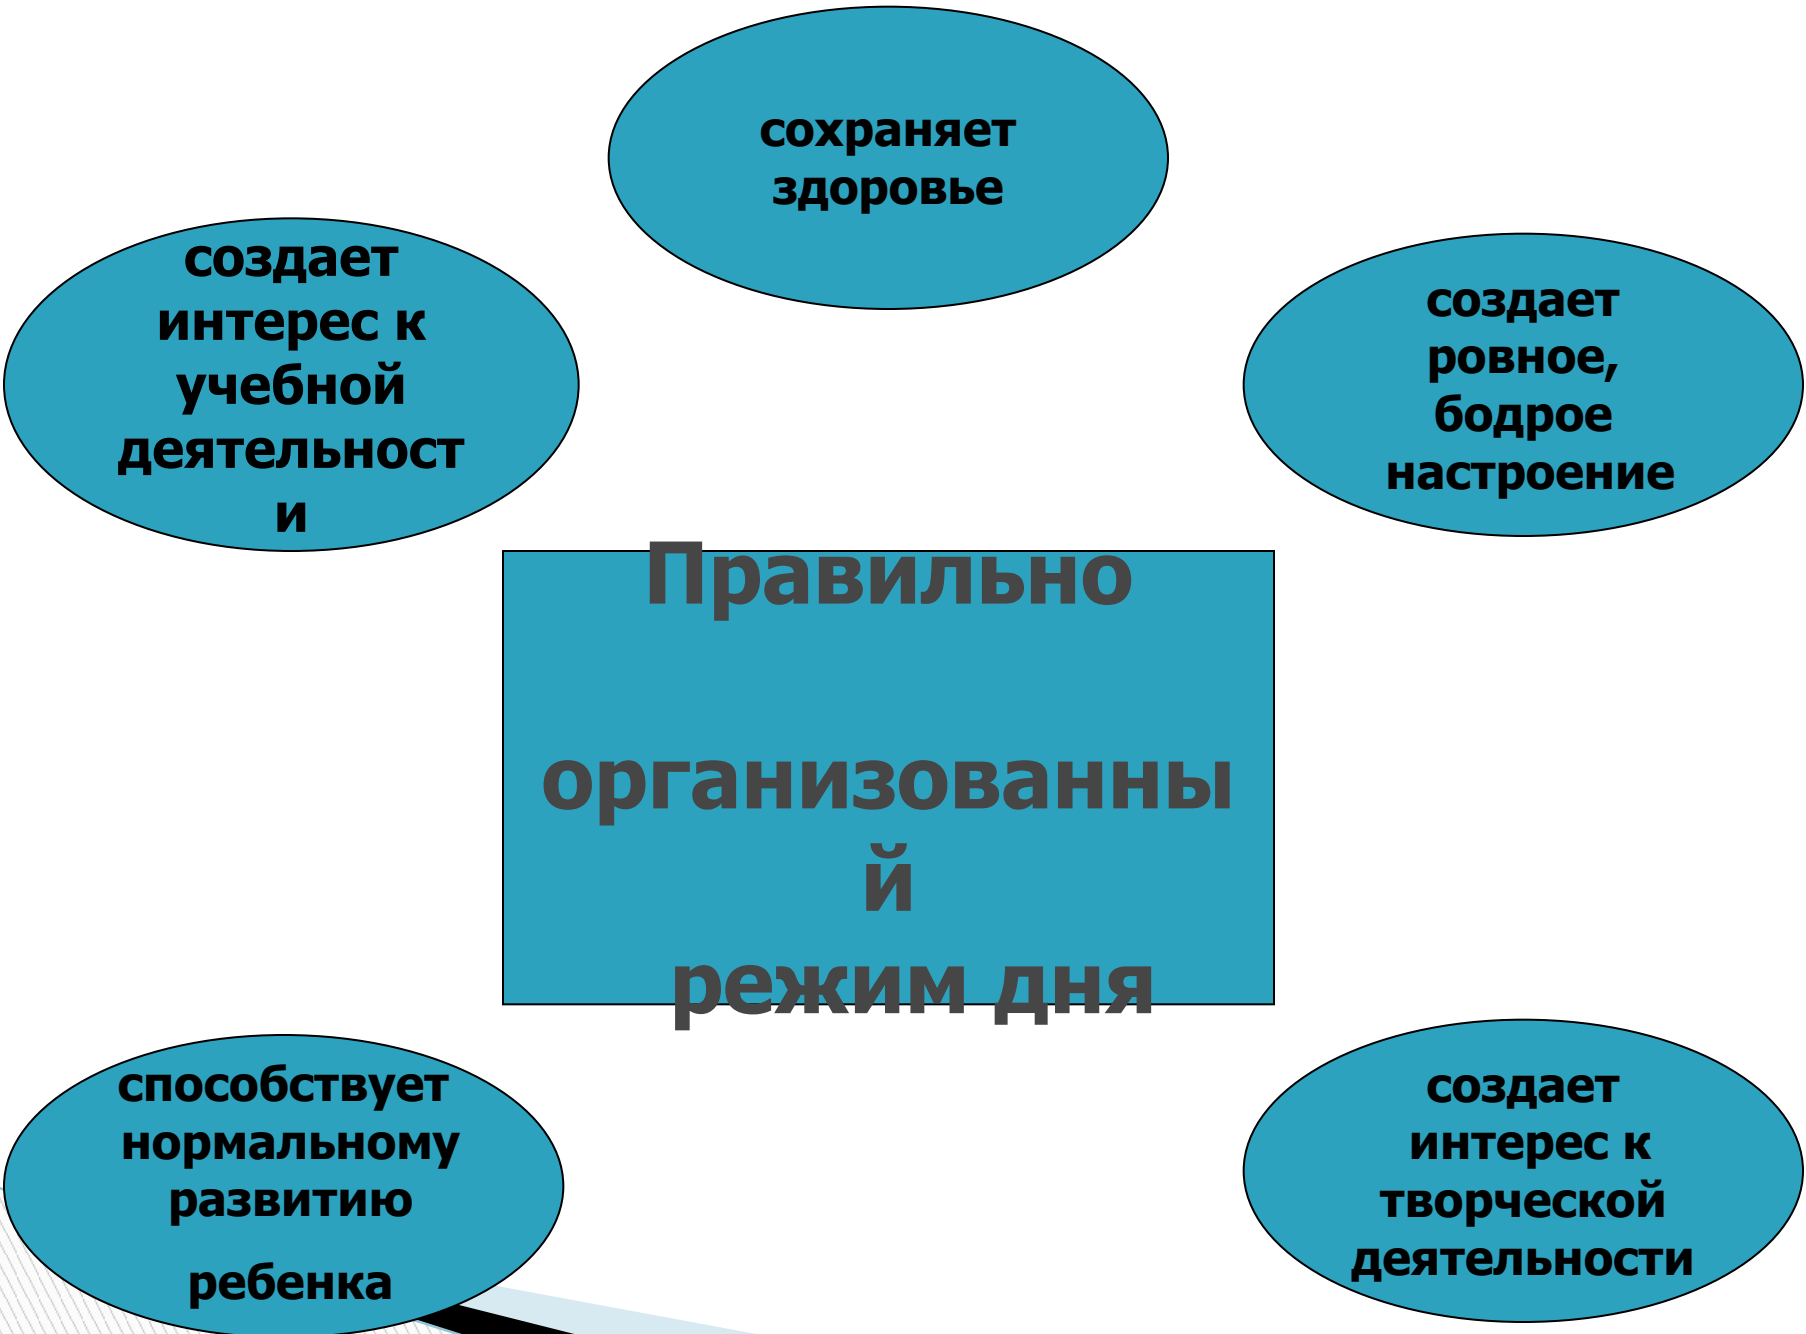 сохраняет
здоровье
создает
интерес к
учебной
деятельност
и
создает
ровное,
бодрое
настроение
Правильно
организованны
й
режим дня
способствует
нормальному
развитию
ребенка
создает
интерес к
творческой
деятельности